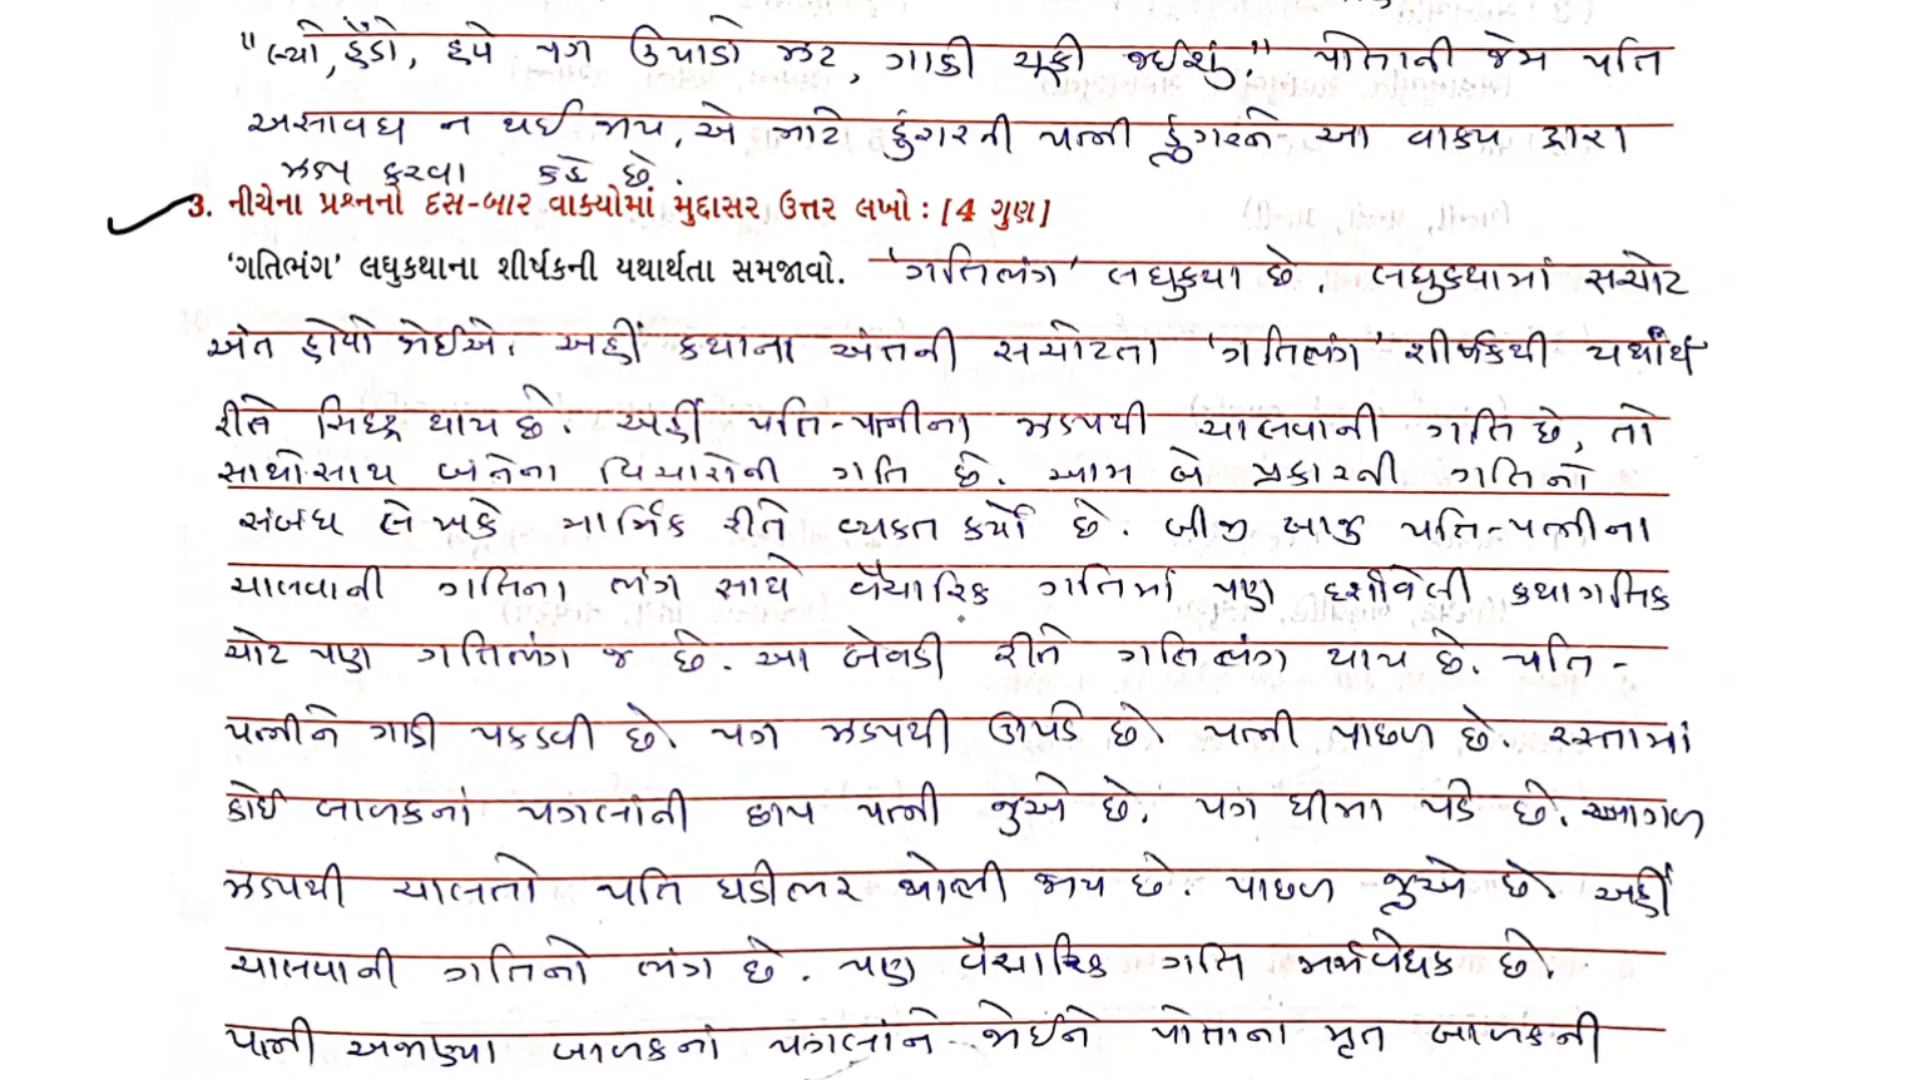 "લ્યો, હેંડો, હવે પગ ઉપાડો ઝટ, ગાડી ચૂકી જઈશું." પોતાની જેમ પતિ
અસાવધ ન થઈ જાય, એ માટે ડુંગરની પત્ની ડુંગરને આ વાક્ય દ્વારા
ઝડપ કરવા કહે છે.
3. નીચેના પ્રશ્નનો દસ-બાર વાક્યોમાં મુદ્દાસર ઉત્તર લખો : [4 ગુણ]
‘ગતિભંગ’ લઘુકથાના શીર્ષકની યથાર્થતા સમજાવો. 'ગતિભંગ' લઘુકથા છે. લઘુકથામાં સચોટ
અંત હોવો જોઈએ. અહીં કથાના અંતની સચોટતા 'ગતિભંગ' શીર્ષકથી યથાર્થ
રીતે સિધ્ધ થાય છે. અહીં પતિ-પત્નીના ઝડપથી ચાલવાની ગતિ છે, તો
સાથોસાથ બંનેના વિચારોની ગતિ છે. આમ બે પ્રકારની ગતિનો
સંબંધ લેખકે માર્મિક રીતે વ્યક્ત કર્યો છે. બીજી બાજુ પતિ-પત્નીના
ચાલવાની ગતિના ભંગ સાથે વૈચારિક ગતિમાં પણ દર્શાવેલી કથાગતિક
ચોટ પણ ગતિભંગ જ છે. આ બેવડી રીતે ગતિભંગ થાય છે. પતિ-
પત્નીને ગાડી પકડવી છે. પગ ઝડપથી ઊપડે છે. પત્ની પાછળ છે. રસ્તામાં
કોઈ બાળકનાં પગલાંની છાપ પત્ની જુએ છે. પગ ધીમા પડે છે. આગળ
ઝડપથી ચાલતો પતિ ઘડીભર થોભી જાય છે. પાછળ જુએ છે. અહીં
ચાલવાની ગતિનો ભંગ છે. પણ વૈચારિક ગતિ મર્મવેધક છે.
પત્ની અજાણ્યા બાળકનાં પગલાંને જોઈને પોતાના મૃત બાળકની